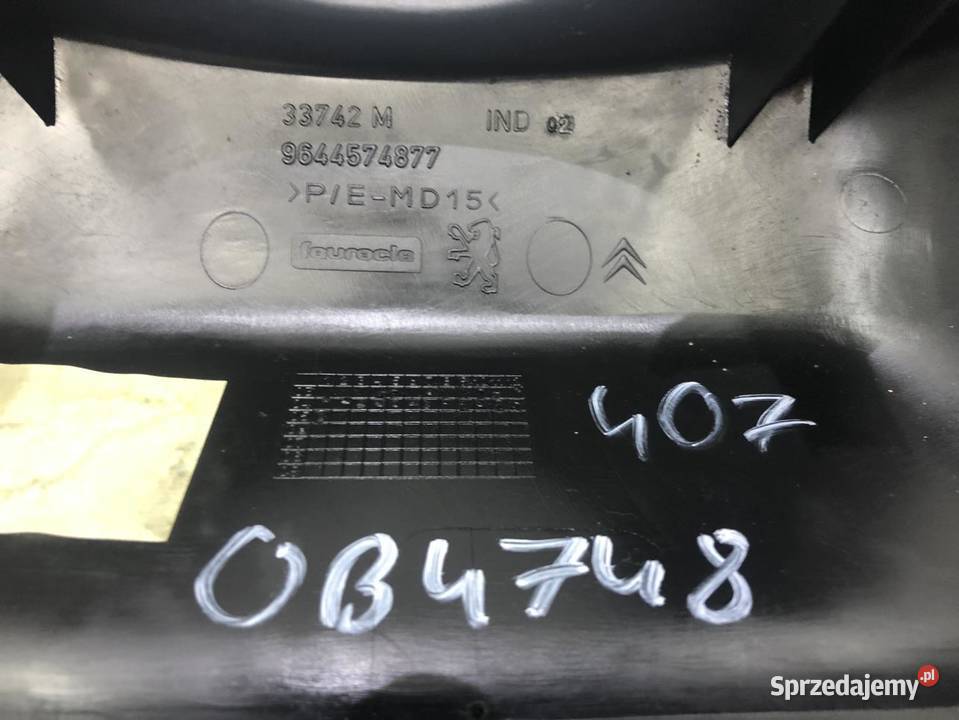 33742 M IND 02
9644574877
>P/E-MD15<
faurecia
407
OB4748
Sprzedajemy.pl